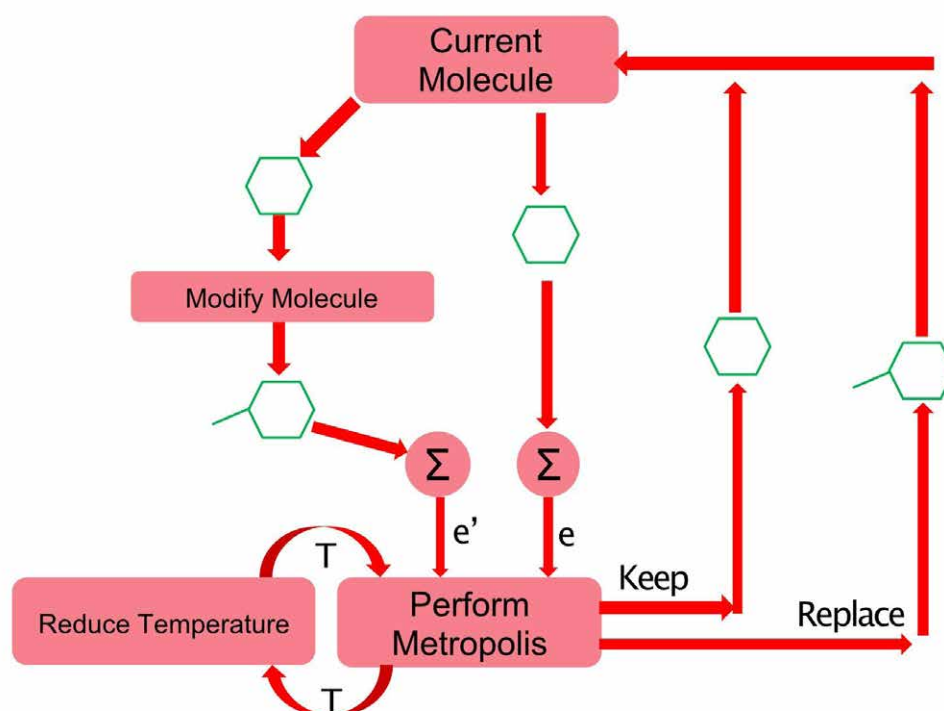 Current
Molecule
Modify Molecule
Σ
Σ
e’
e
T
Keep
Reduce Temperature
Perform
Metropolis
Replace
T